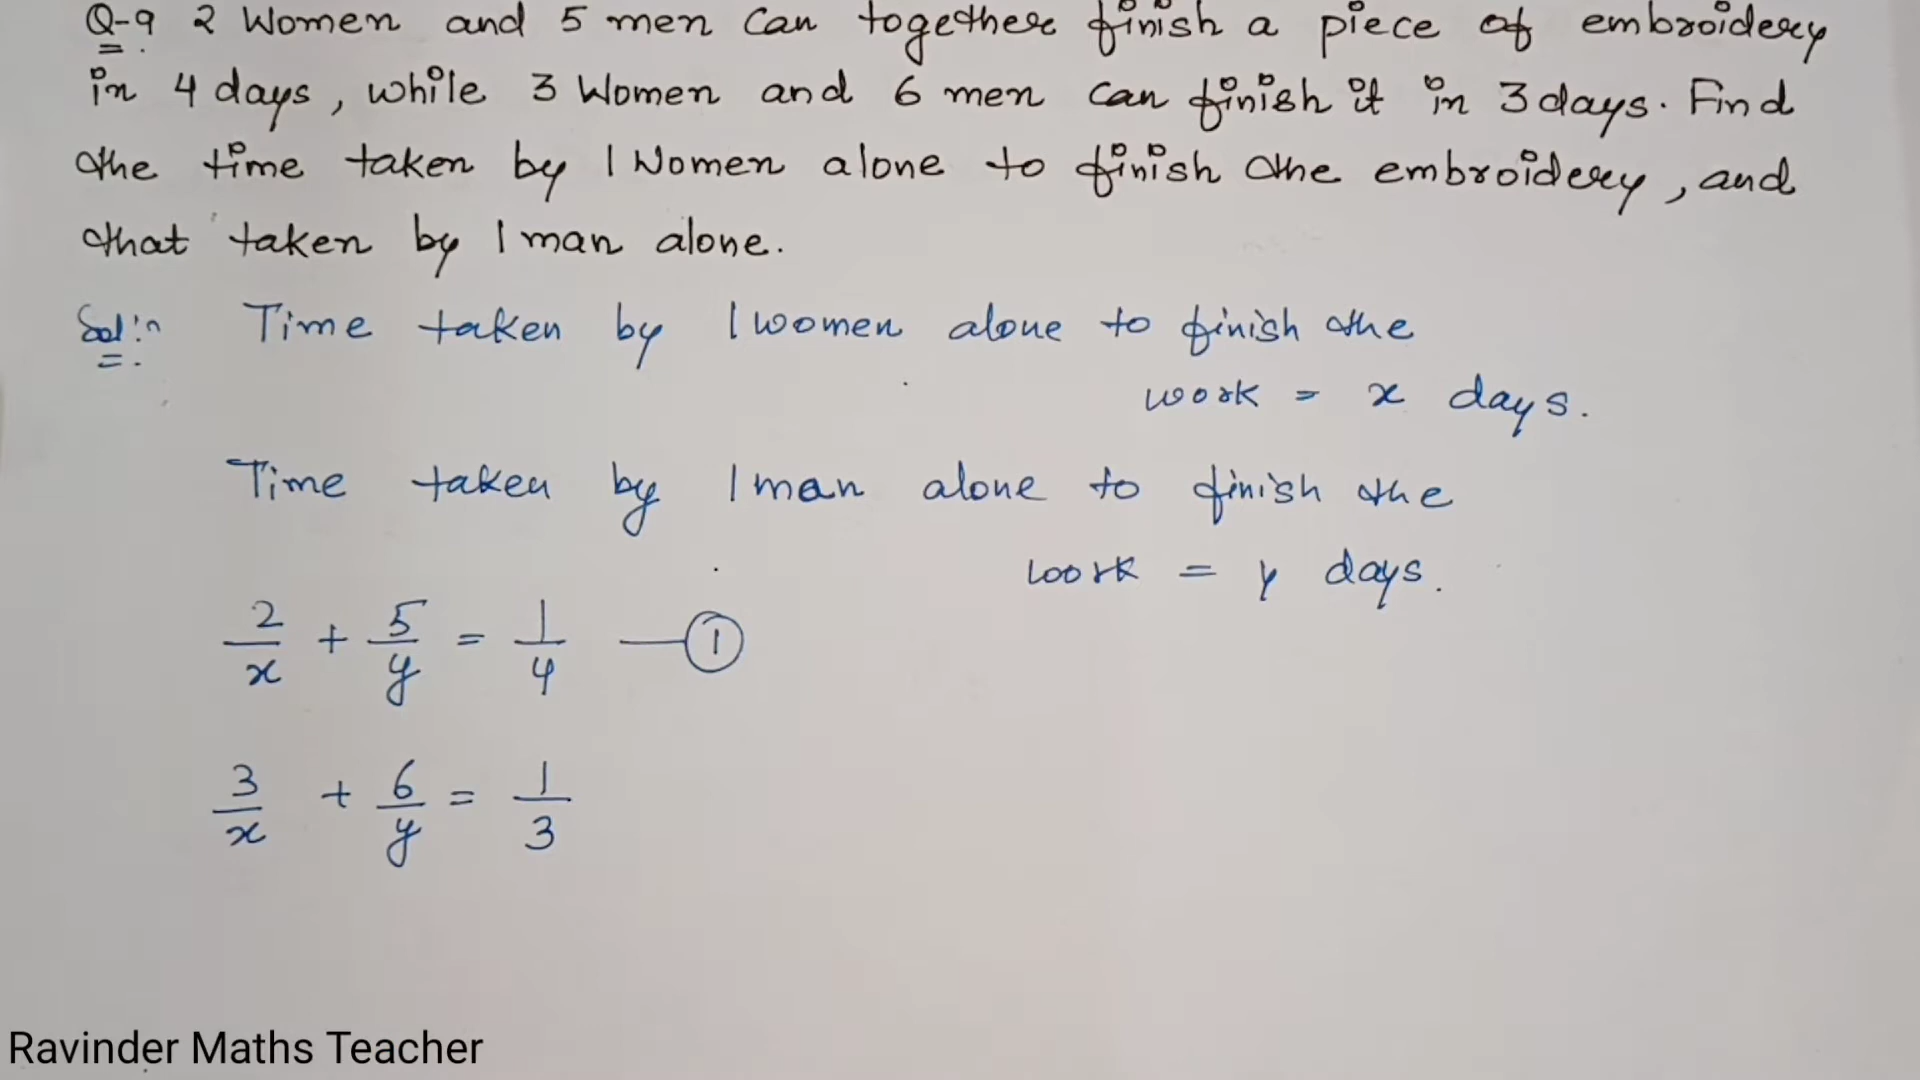 Q-9 2 Women and 5 men can together finish a piece of embroidery
in 4 days, while 3 Women and 6 men can finish it in 3 days. Find
the time taken by 1 Women alone to finish the embroidery, and
that taken by 1 man alone.
Sol:n Time taken by 1 women alone to finish the
work = x days.
Time taken by 1 man alone to finish the
work = y days.
2/x + 5/y = 1/4 — ①
3/x + 6/y = 1/3
Ravinder Maths Teacher